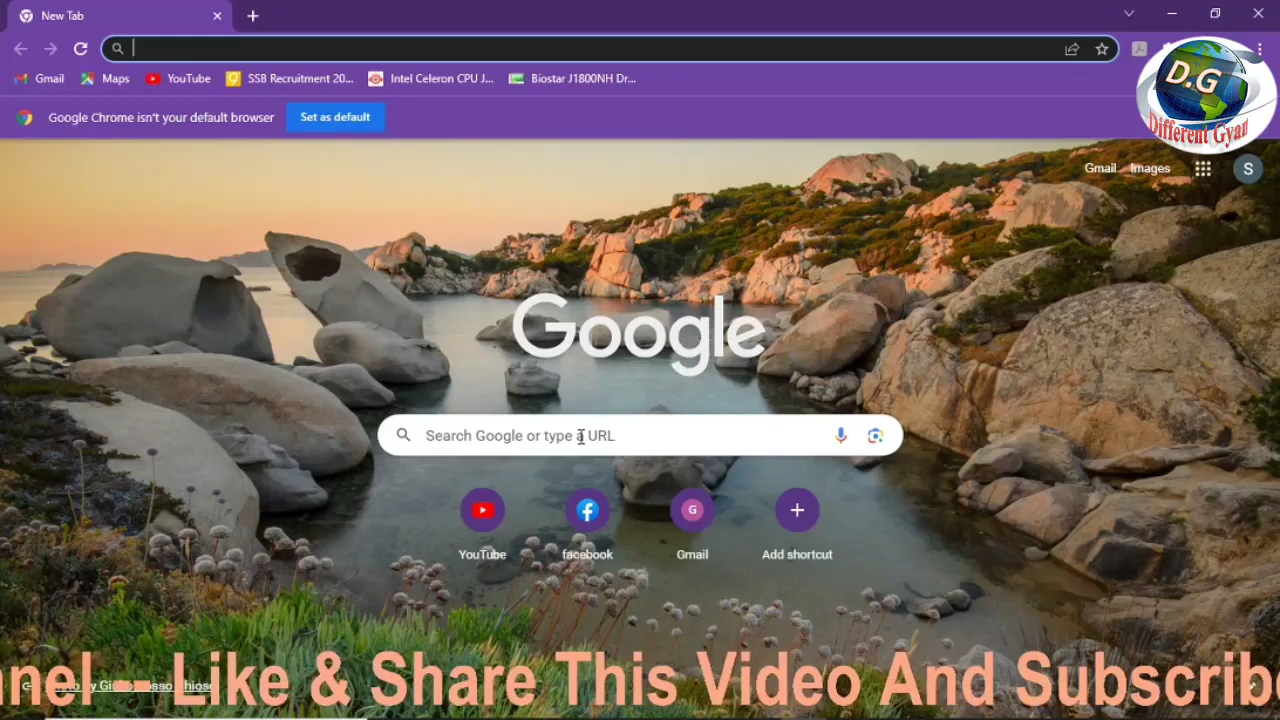 New Tab
Gmail Maps YouTube SSB Recruitment 20... Intel Celeron CPU J... Biostar J1800NH Dr...
D.G
Different Gyan
Google Chrome isn't your default browser Set as default
Gmail Images S
Google
Search Google or type a URL
G
YouTube facebook Gmail Add shortcut
nnel - Like & Share This Video And Subscribe